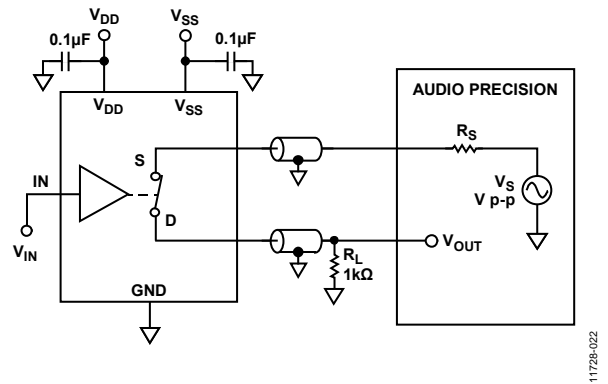 VDD
VSS
0.1µF
0.1µF
VDD
VSS
AUDIO PRECISION
RS
S
VS
V p-p
IN
D
VOUT
VIN
RL
1kΩ
GND
11728-022